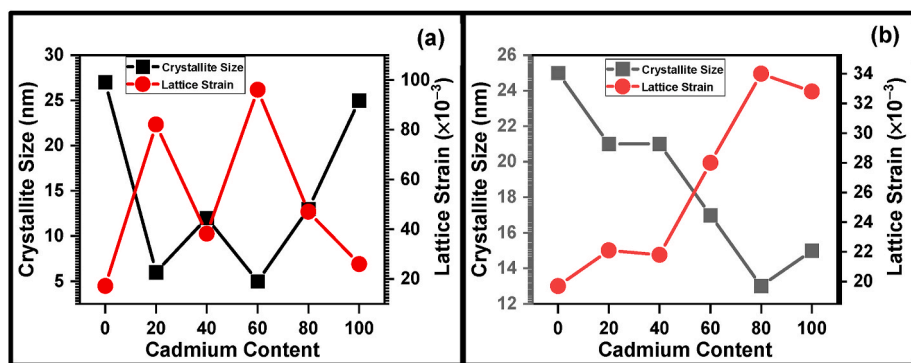 (a)
Crystallite Size
Lattice Strain
Crystallite Size (nm)
30
25
20
15
10
5
100
80
60
40
20
Lattice Strain (×10⁻³)
0 20 40 60 80 100
Cadmium Content
(b)
Crystallite Size
Lattice Strain
Crystallite Size (nm)
26
24
22
20
18
16
14
12
34
32
30
28
26
24
22
20
Lattice Strain (×10⁻³)
0 20 40 60 80 100
Cadmium Content